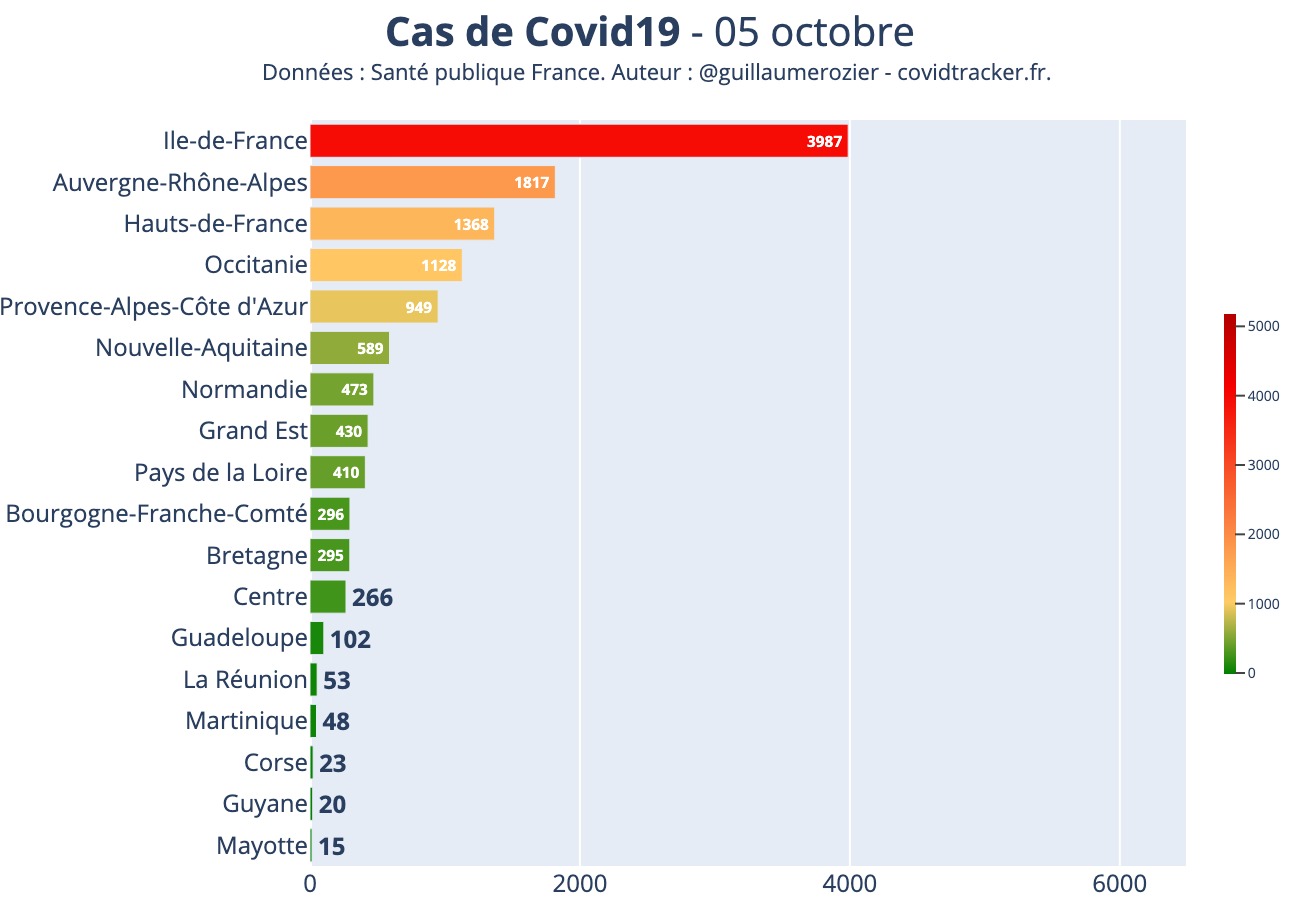 Cas de Covid19 - 05 octobre
Données : Santé publique France. Auteur : @guillaumerozier - covidtracker.fr.
Ile-de-France 3987
Auvergne-Rhône-Alpes 1817
Hauts-de-France 1368
Occitanie 1128
Provence-Alpes-Côte d'Azur 949
Nouvelle-Aquitaine 589
Normandie 473
Grand Est 430
Pays de la Loire 410
Bourgogne-Franche-Comté 296
Bretagne 295
Centre 266
Guadeloupe 102
La Réunion 53
Martinique 48
Corse 23
Guyane 20
Mayotte 15
0 2000 4000 6000
5000
4000
3000
2000
1000
0